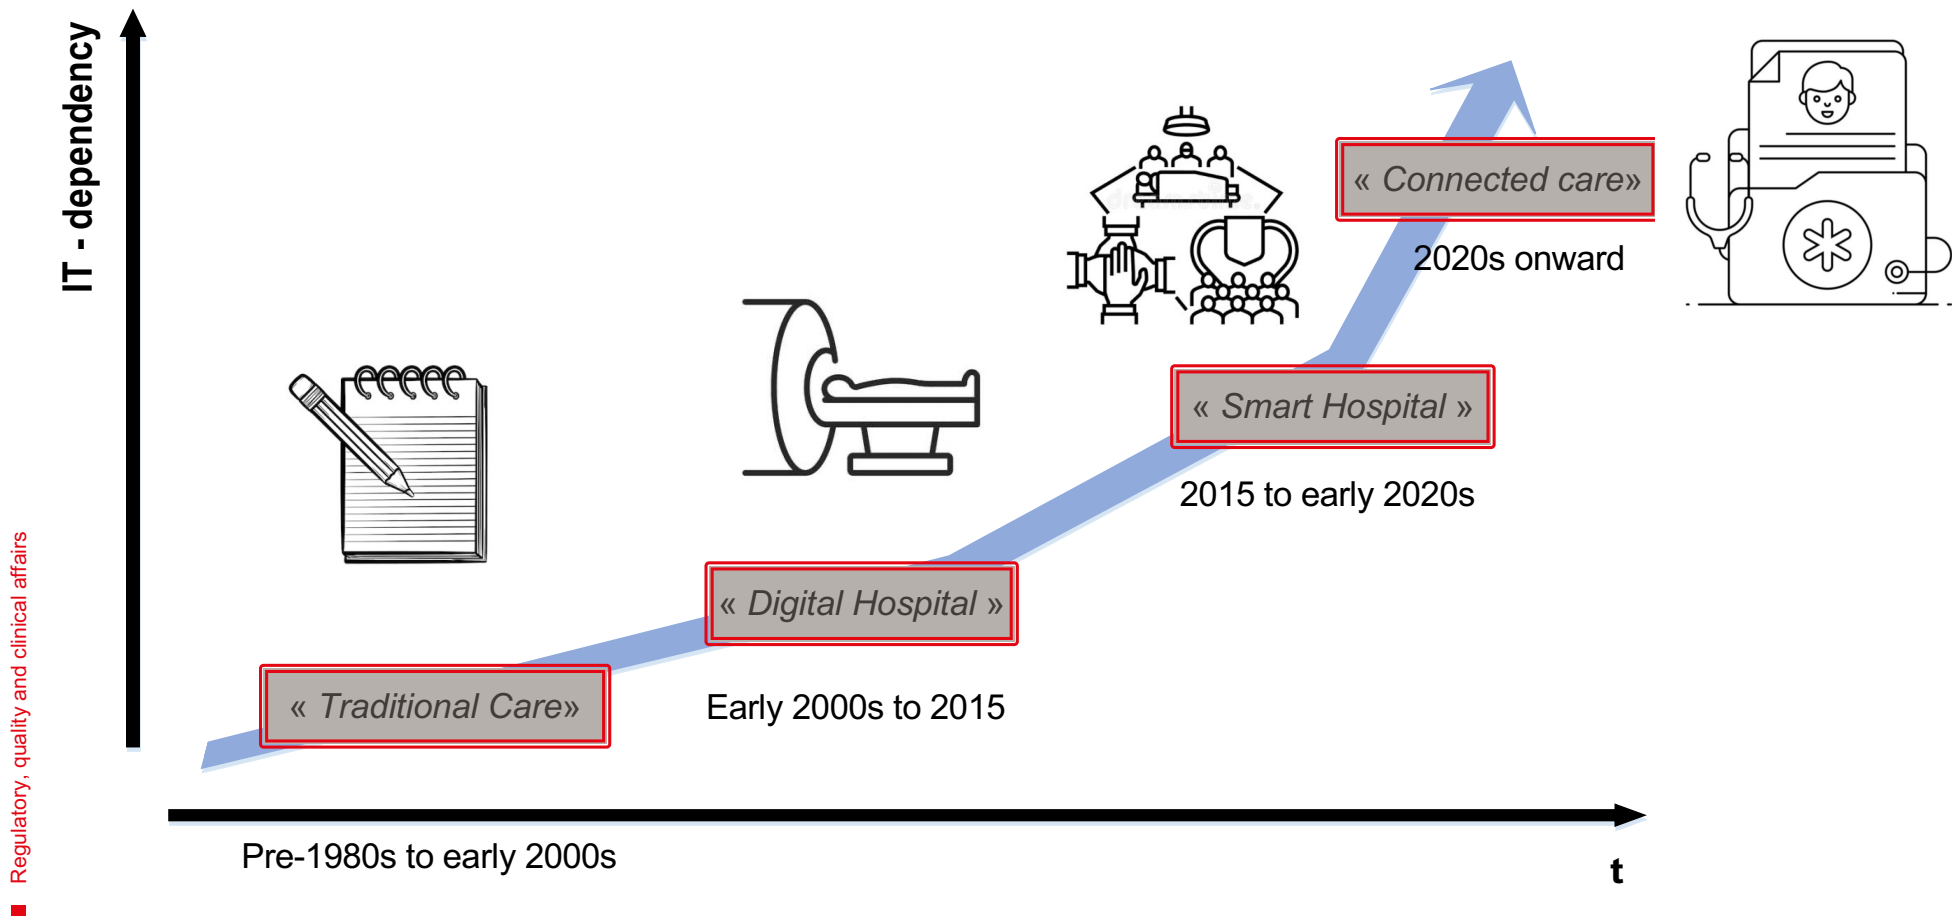 IT - dependency
« Connected care»
2020s onward
« Smart Hospital »
2015 to early 2020s
« Digital Hospital »
Early 2000s to 2015
« Traditional Care»
Pre-1980s to early 2000s
t
Regulatory, quality and clinical affairs